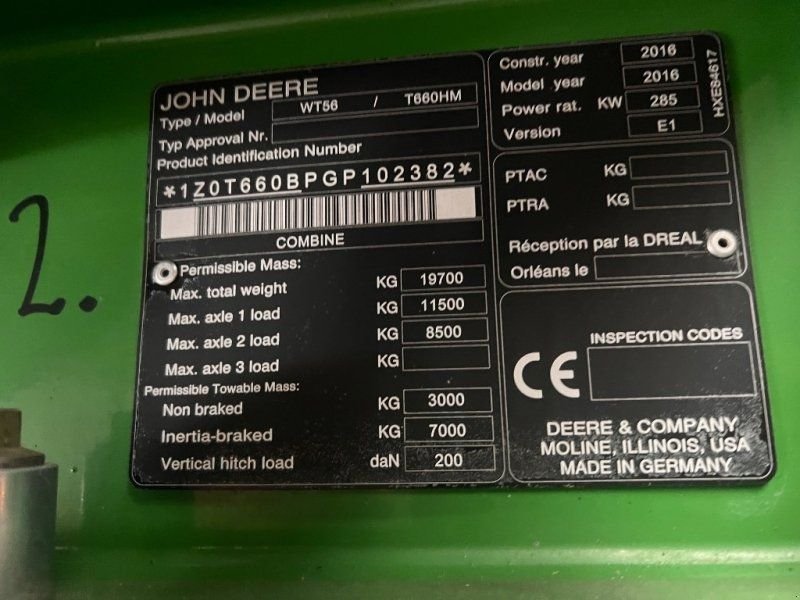 2.
JOHN DEERE
Type / Model WT56 / T660HM
Typ Approval Nr.
Product Identification Number
*1Z0T660BPGP102382*
COMBINE
Permissible Mass:
Max. total weight KG 19700
Max. axle 1 load KG 11500
Max. axle 2 load KG 8500
Max. axle 3 load KG
Permissible Towable Mass:
Non braked KG 3000
Inertia-braked KG 7000
Vertical hitch load daN 200
Constr. year 2016
Model year 2016
Power rat. KW 285
Version E1
HXE84617
PTAC KG
PTRA KG
Réception par la DREAL
Orléans le
INSPECTION CODES
CE
DEERE & COMPANY
MOLINE, ILLINOIS, USA
MADE IN GERMANY